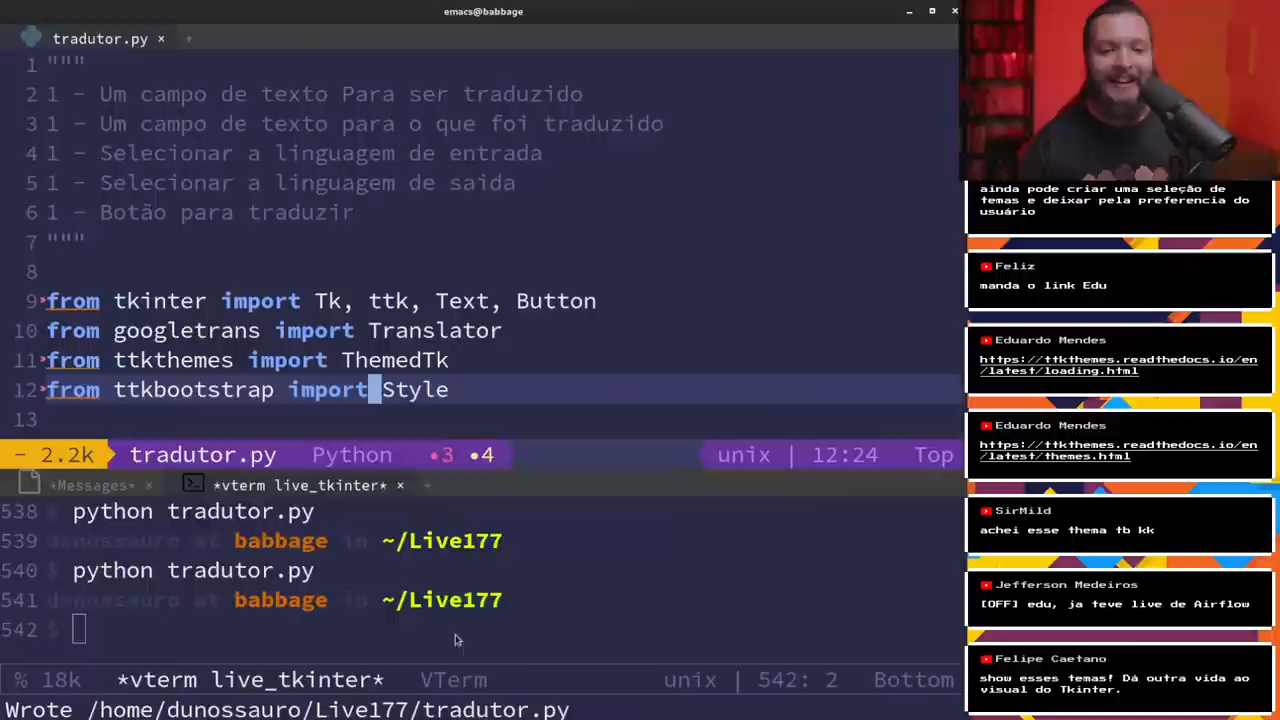 emacs@babbage
tradutor.py ×
1 """
2 1 - Um campo de texto Para ser traduzido
3 1 - Um campo de texto para o que foi traduzido
4 1 - Selecionar a linguagem de entrada
5 1 - Selecionar a linguagem de saida
6 1 - Botão para traduzir
7 """
8
9 from tkinter import Tk, ttk, Text, Button
10 from googletrans import Translator
11 from ttkthemes import ThemedTk
12 from ttkbootstrap import Style
13
- 2.2k tradutor.py Python •3 •4 unix | 12:24 Top
*Messages* × *vterm live_tkinter* ×
538 python tradutor.py
539 dunossauro at babbage in ~/Live177
540 $ python tradutor.py
541 dunossauro at babbage in ~/Live177
542 $
% 18k *vterm live_tkinter* VTerm unix | 542: 2 Bottom
Wrote /home/dunossauro/Live177/tradutor.py
ainda pode criar uma seleção de
temas e deixar pela preferencia do
usuário
Feliz
manda o link Edu
Eduardo Mendes
https://ttkthemes.readthedocs.io/en
/latest/loading.html
Eduardo Mendes
https://ttkthemes.readthedocs.io/en
/latest/themes.html
SirMild
achei esse thema tb kk
Jefferson Medeiros
[OFF] edu, ja teve live de Airflow
Felipe Caetano
show esses temas! Dá outra vida ao
visual do Tkinter.